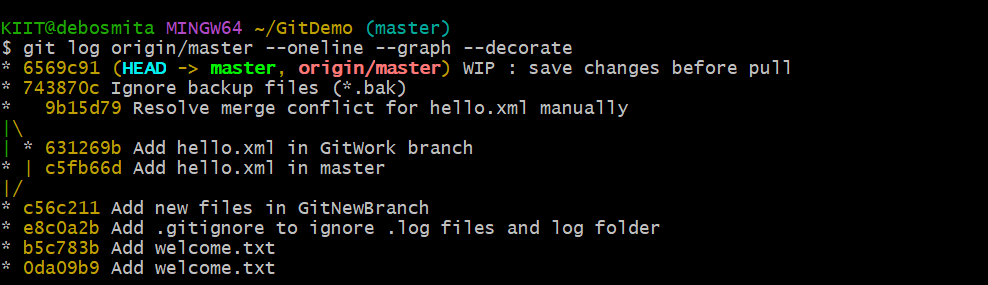 KIIT@debosmita MINGW64 ~/GitDemo (master)
$ git log origin/master --oneline --graph --decorate
* 6569c91 (HEAD -> master, origin/master) WIP : save changes before pull
* 743870c Ignore backup files (*.bak)
*   9b15d79 Resolve merge conflict for hello.xml manually
|\
| * 631269b Add hello.xml in GitWork branch
* | c5fb66d Add hello.xml in master
|/
* c56c211 Add new files in GitNewBranch
* e8c0a2b Add .gitignore to ignore .log files and log folder
* b5c783b Add welcome.txt
* 0da09b9 Add welcome.txt